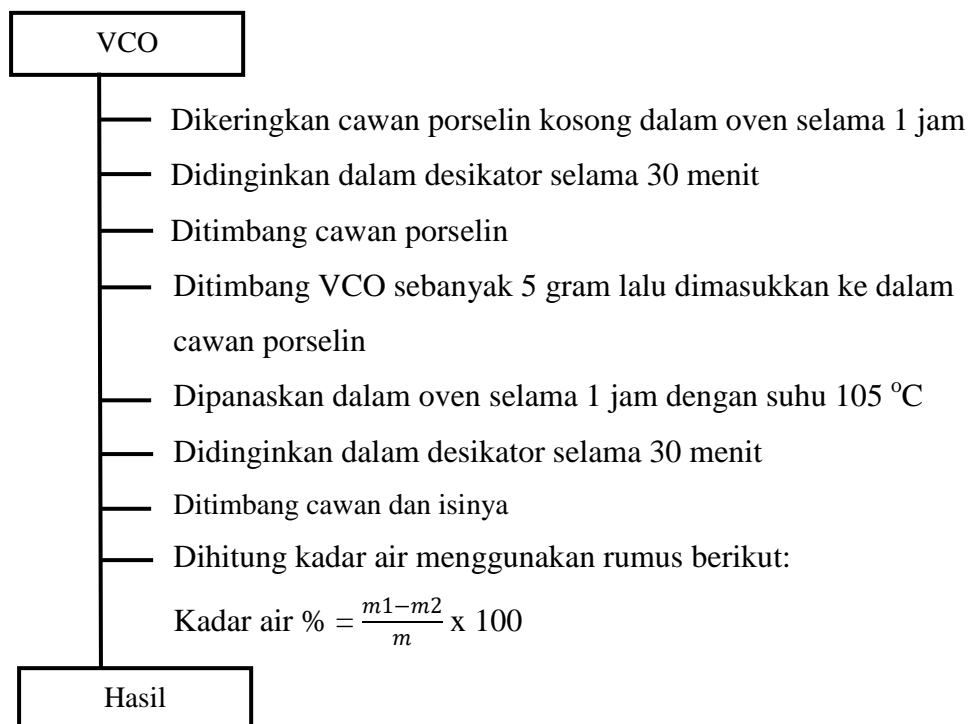 VCO
Dikeringkan cawan porselin kosong dalam oven selama 1 jam
Didinginkan dalam desikator selama 30 menit
Ditimbang cawan porselin
Ditimbang VCO sebanyak 5 gram lalu dimasukkan ke dalam
cawan porselin
Dipanaskan dalam oven selama 1 jam dengan suhu 105 °C
Didinginkan dalam desikator selama 30 menit
Ditimbang cawan dan isinya
Dihitung kadar air menggunakan rumus berikut:
Kadar air % = \frac{m1−m2}{m} x 100
Hasil